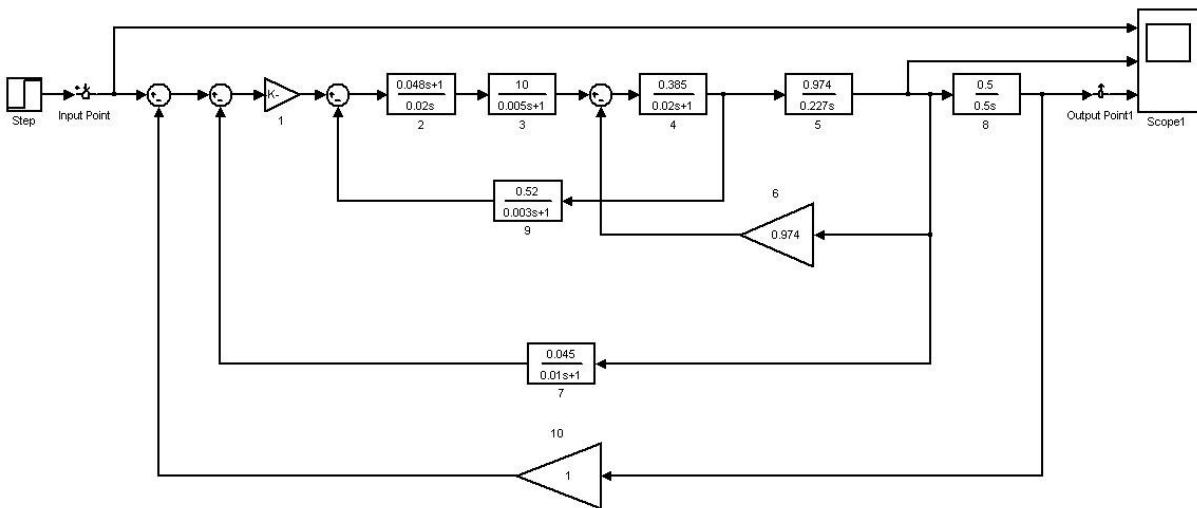 Step
Input Point
-K-
1
0.048s+1
0.02s
2
10
0.005s+1
3
0.385
0.02s+1
4
0.974
0.227s
5
0.5
0.5s
8
Output Point1
Scope1
0.52
0.003s+1
9
6
0.974
0.045
0.01s+1
7
10
1